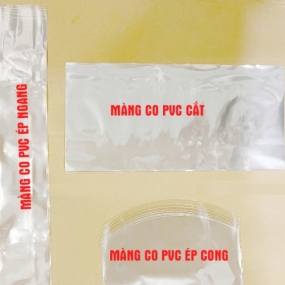 MÀNG CO PVC ÉP NGANG
MÀNG CO PVC CẮT
MÀNG CO PVC ÉP CONG